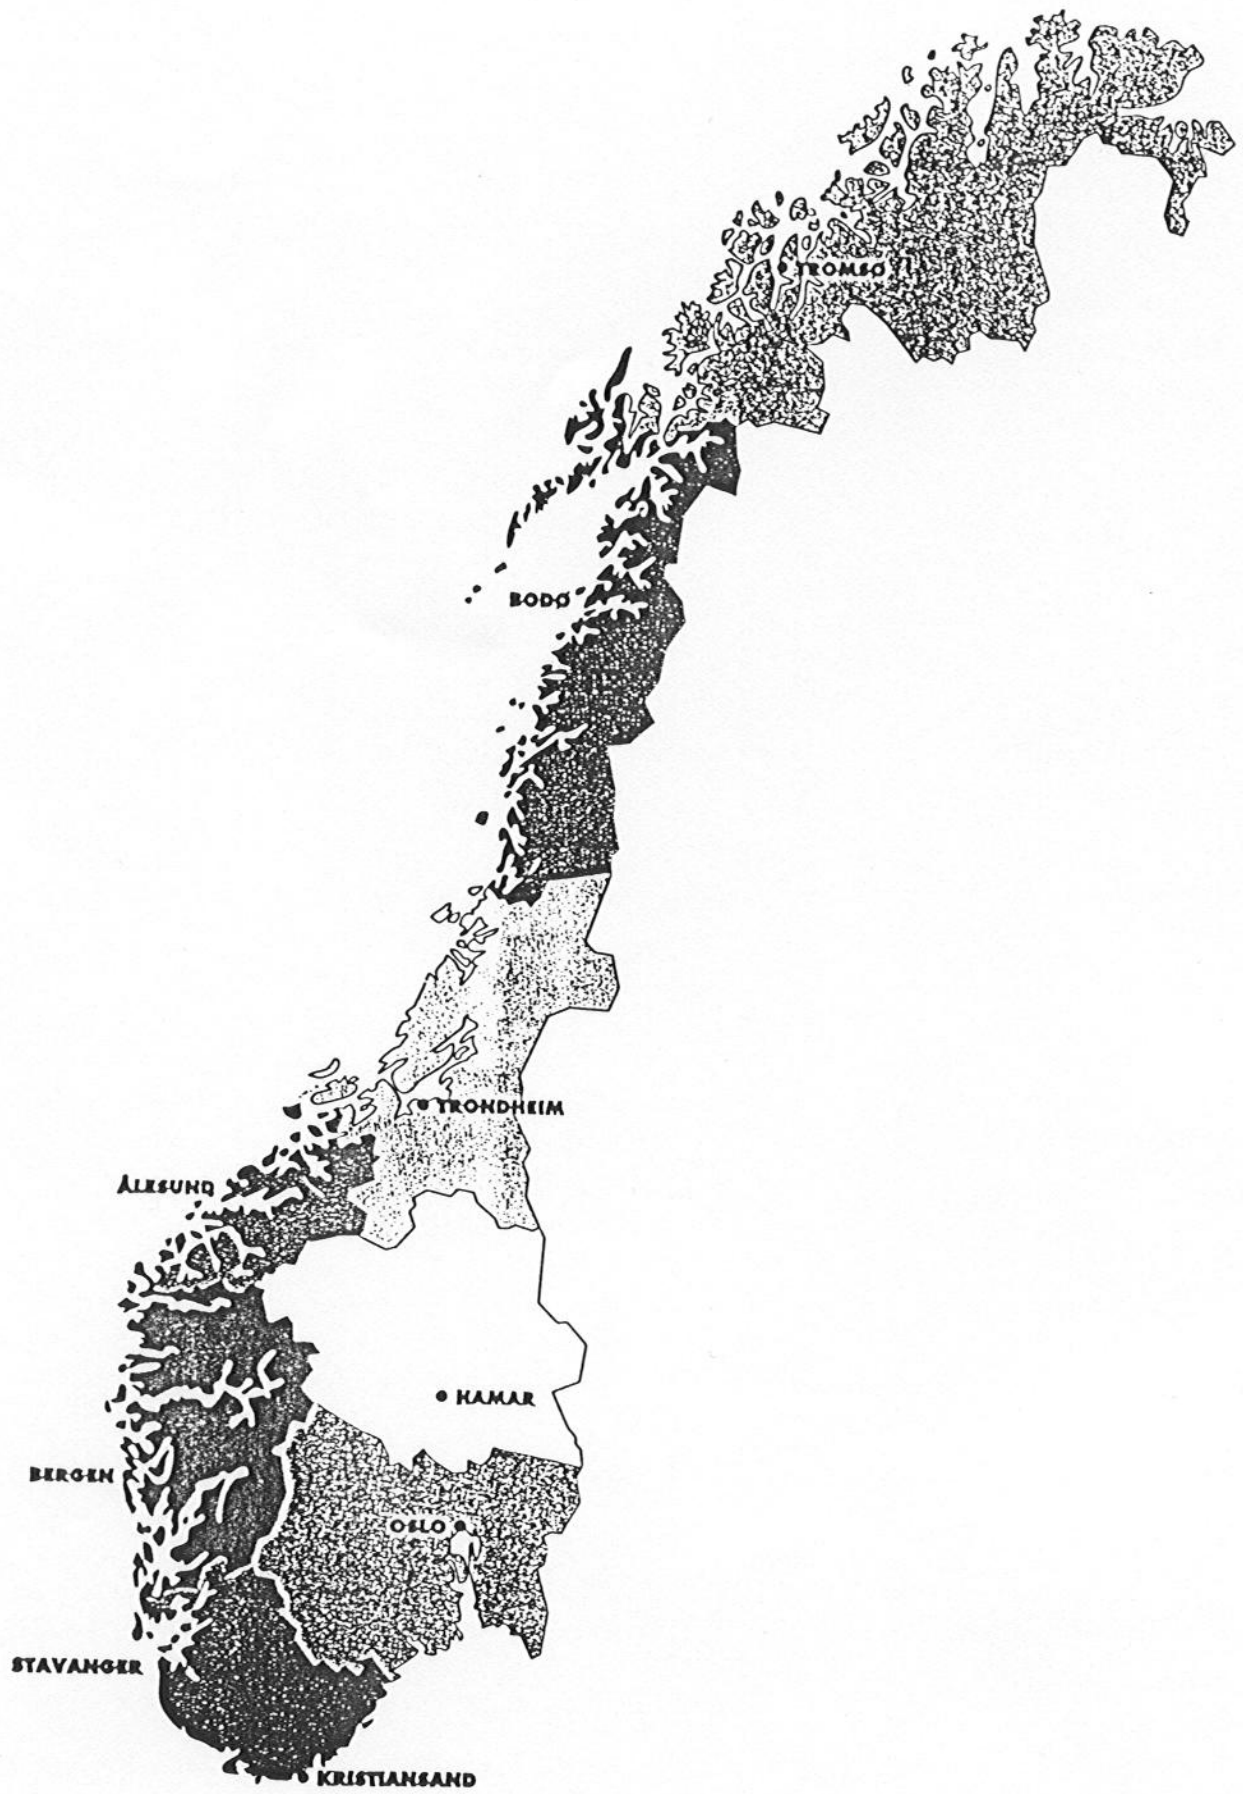 TROMSØ
BODØ
TRONDHEIM
ÅLESUND
HAMAR
BERGEN
OSLO
STAVANGER
KRISTIANSAND